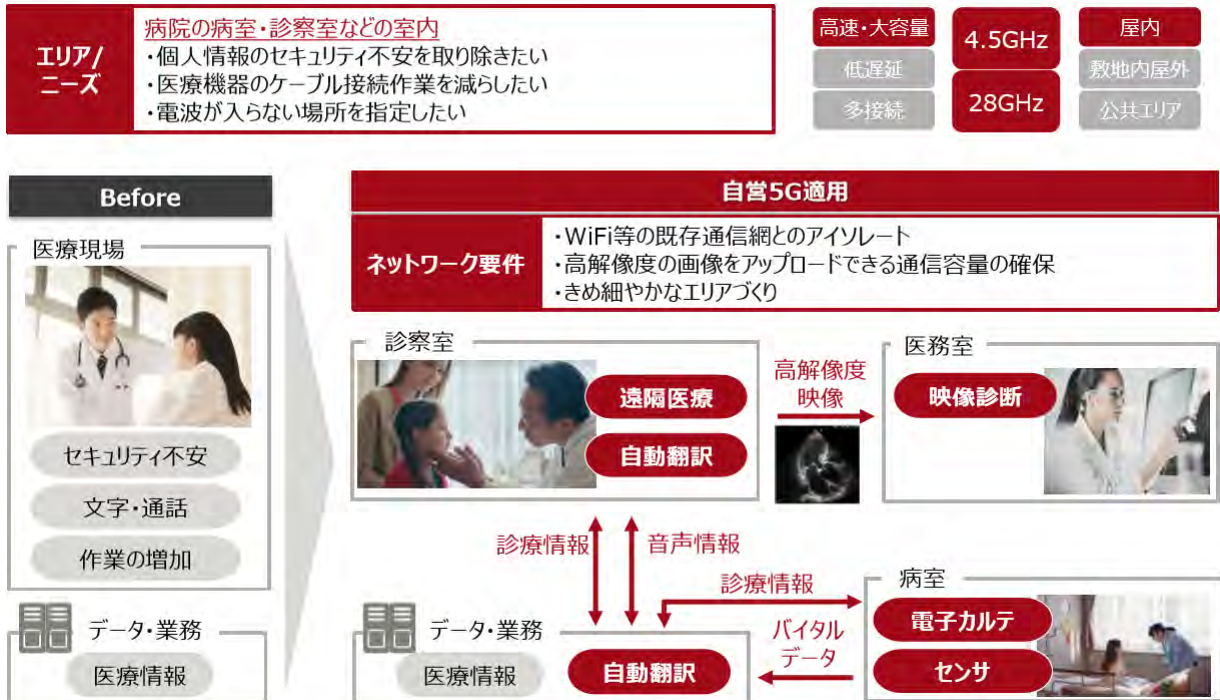 エリア/
ニーズ
病院の病室・診察室などの室内
・個人情報のセキュリティ不安を取り除きたい
・医療機器のケーブル接続作業を減らしたい
・電波が入らない場所を指定したい
高速・大容量
低遅延
多接続
4.5GHz
28GHz
屋内
敷地内屋外
公共エリア
Before
医療現場
セキュリティ不安
文字・通話
作業の増加
データ・業務
医療情報
自営5G適用
ネットワーク要件
・WiFi等の既存通信網とのアイソレート
・高解像度の画像をアップロードできる通信容量の確保
・きめ細やかなエリアづくり
診察室
遠隔医療
自動翻訳
高解像度
映像
医務室
映像診断
診療情報
音声情報
診療情報
病室
電子カルテ
センサ
バイタル
データ
データ・業務
医療情報
自動翻訳